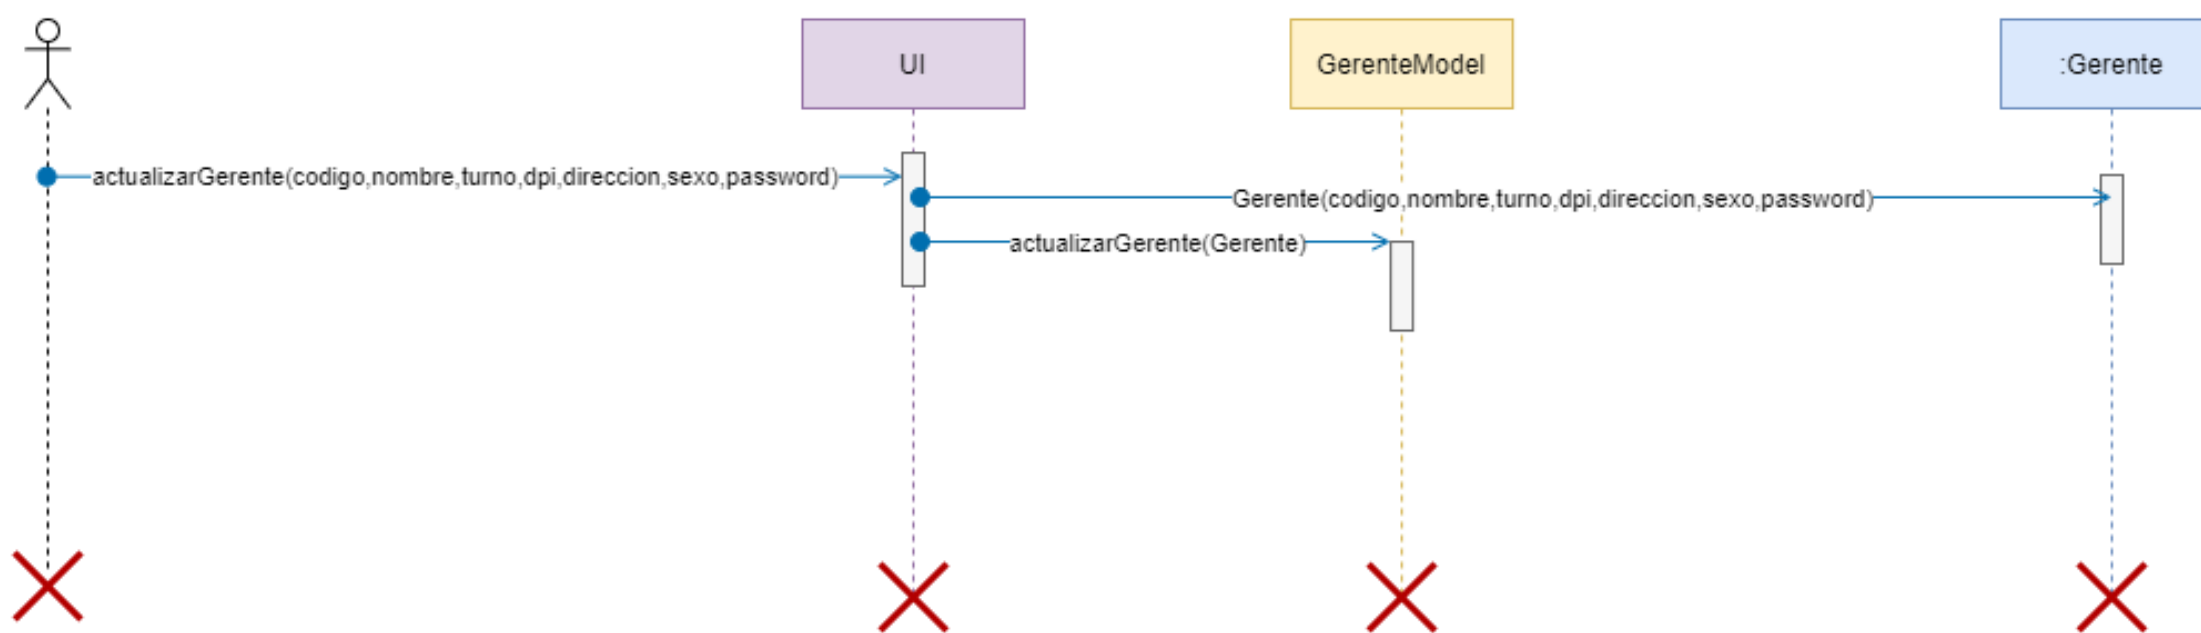 UI
GerenteModel
:Gerente
actualizarGerente(codigo,nombre,turno,dpi,direccion,sexo,password)
Gerente(codigo,nombre,turno,dpi,direccion,sexo,password)
actualizarGerente(Gerente)